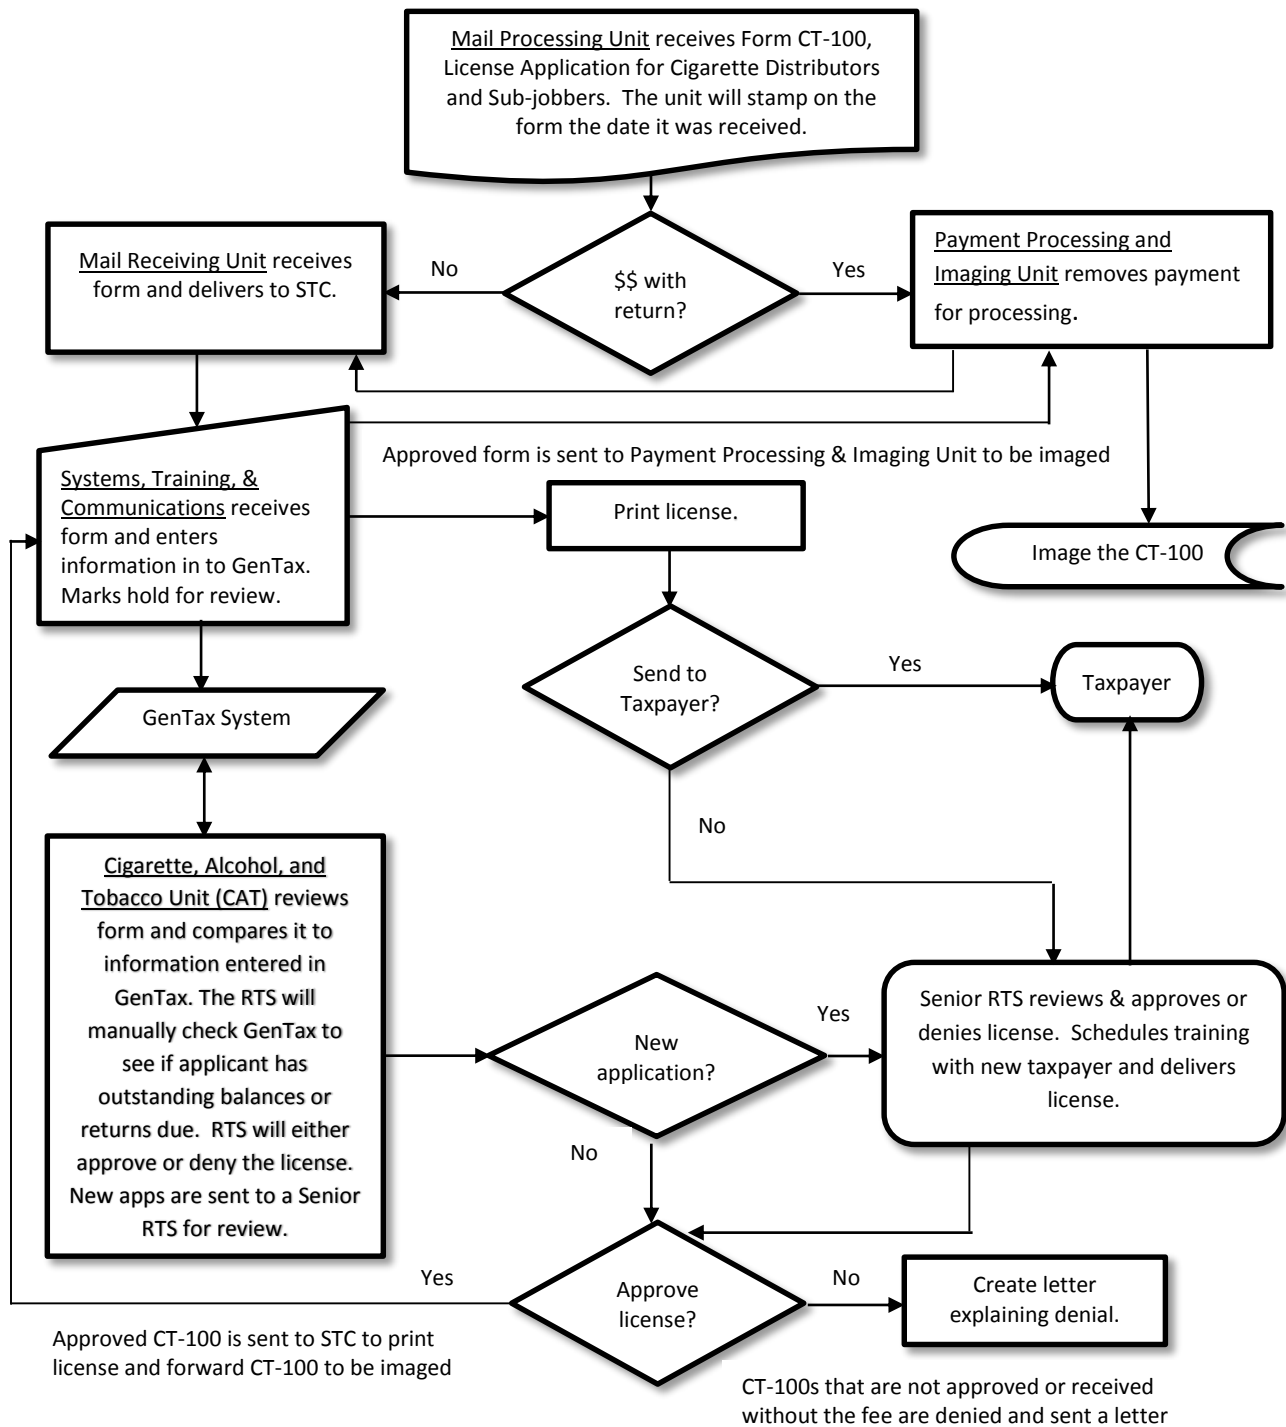 Mail Processing Unit receives Form CT-100,
License Application for Cigarette Distributors
and Sub-jobbers.  The unit will stamp on the
form the date it was received.
Mail Receiving Unit receives
form and delivers to STC.
No
$$ with
return?
Yes
Payment Processing and
Imaging Unit removes payment
for processing.
Approved form is sent to Payment Processing & Imaging Unit to be imaged
Systems, Training, &
Communications receives
form and enters
information in to GenTax.
Marks hold for review.
Print license.
Image the CT-100
Send to
Taxpayer?
Yes
Taxpayer
GenTax System
No
Cigarette, Alcohol, and
Tobacco Unit (CAT) reviews
form and compares it to
information entered in
GenTax. The RTS will
manually check GenTax to
see if applicant has
outstanding balances or
returns due.  RTS will either
approve or deny the license.
New apps are sent to a Senior
RTS for review.
New
application?
Yes
Senior RTS reviews & approves or
denies license.  Schedules training
with new taxpayer and delivers
license.
No
Yes
Approve
license?
No
Create letter
explaining denial.
Approved CT-100 is sent to STC to print
license and forward CT-100 to be imaged
CT-100s that are not approved or received
without the fee are denied and sent a letter